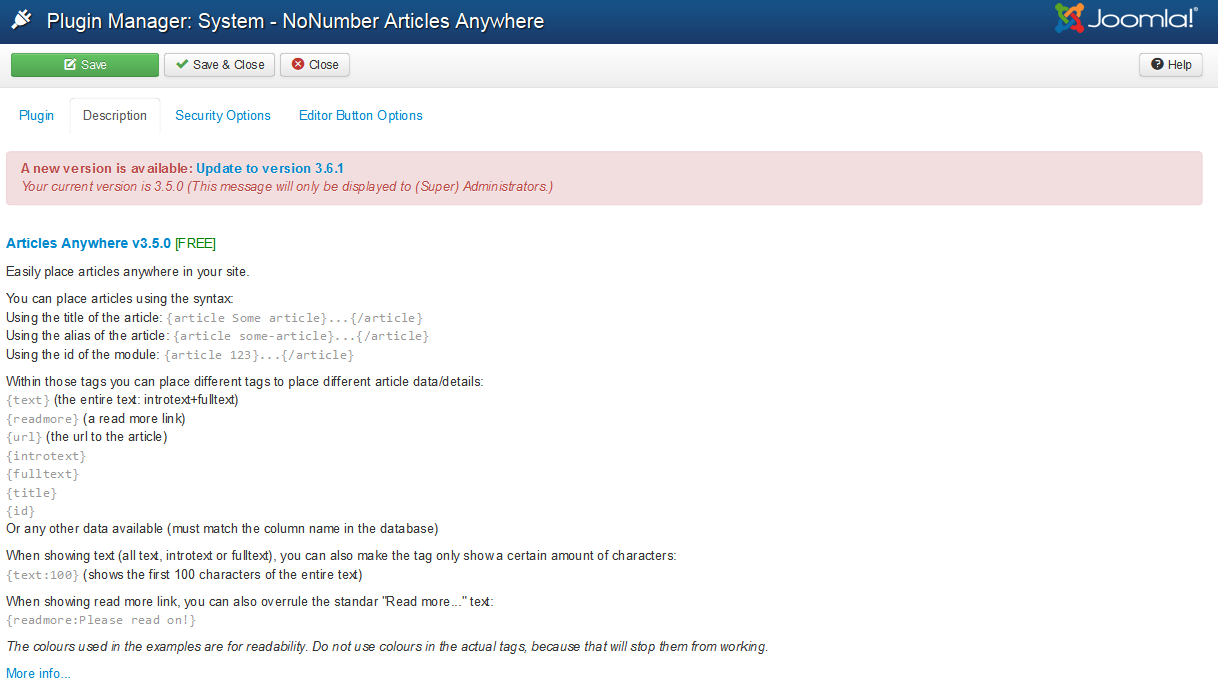 Plugin Manager: System - NoNumber Articles Anywhere
Joomla!®
Save
Save & Close
Close
Help
Plugin
Description
Security Options
Editor Button Options
A new version is available: Update to version 3.6.1
Your current version is 3.5.0 (This message will only be displayed to (Super) Administrators.)
Articles Anywhere v3.5.0 [FREE]
Easily place articles anywhere in your site.
You can place articles using the syntax:
Using the title of the article: {article Some article}...{/article}
Using the alias of the article: {article some-article}...{/article}
Using the id of the module: {article 123}...{/article}
Within those tags you can place different tags to place different article data/details:
{text} (the entire text: introtext+fulltext)
{readmore} (a read more link)
{url} (the url to the article)
{introtext}
{fulltext}
{title}
{id}
Or any other data available (must match the column name in the database)
When showing text (all text, introtext or fulltext), you can also make the tag only show a certain amount of characters:
{text:100} (shows the first 100 characters of the entire text)
When showing read more link, you can also overrule the standar "Read more..." text:
{readmore:Please read on!}
The colours used in the examples are for readability. Do not use colours in the actual tags, because that will stop them from working.
More info...